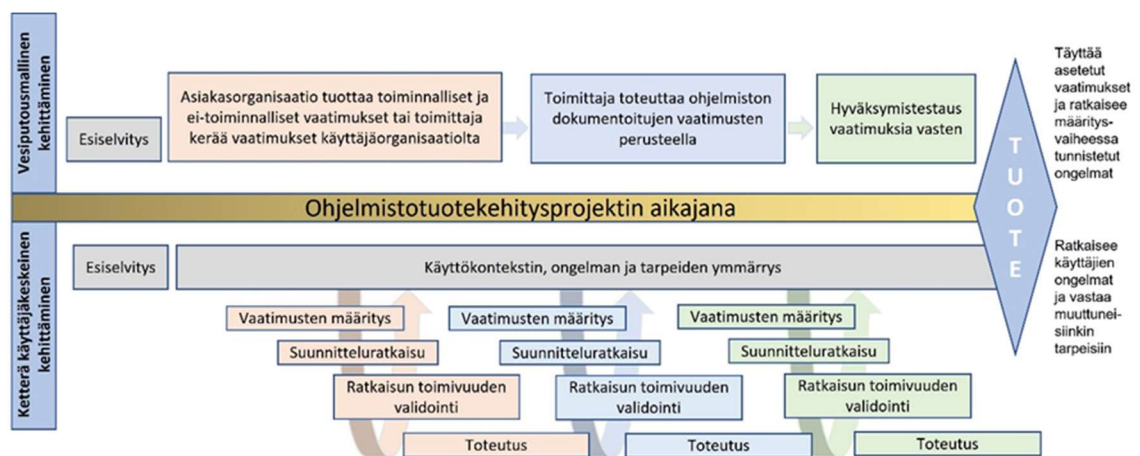 Vesiputousmallinen
kehittäminen
Esiselvitys
Asiakasorganisaatio tuottaa toiminnalliset ja
ei-toiminnalliset vaatimukset tai toimittaja
kerää vaatimukset käyttäjäorganisaatiolta
Toimittaja toteuttaa ohjelmiston
dokumentoitujen vaatimusten
perusteella
Hyväksymistestaus
vaatimuksia vasten
Täyttää
asetetut
vaatimukset
ja ratkaisee
määritys-
vaiheessa
tunnistetut
ongelmat
Ohjelmistotuotekehitysprojektin aikajana
TUOTE
Ketterä käyttäjäkeskeinen
kehittäminen
Esiselvitys
Käyttökontekstin, ongelman ja tarpeiden ymmärrys
Ratkaisee
käyttäjien
ongelmat
ja vastaa
muuttunei-
siinkin
tarpeisiin
Vaatimusten määritys
Suunnitteluratkaisu
Ratkaisun toimivuuden
validointi
Toteutus
Vaatimusten määritys
Suunnitteluratkaisu
Ratkaisun toimivuuden
validointi
Toteutus
Vaatimusten määritys
Suunnitteluratkaisu
Ratkaisun toimivuuden
validointi
Toteutus